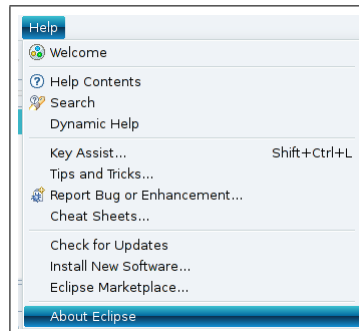 Help
Welcome
Help Contents
Search
Dynamic Help
Key Assist... Shift+Ctrl+L
Tips and Tricks...
Report Bug or Enhancement...
Cheat Sheets...
Check for Updates
Install New Software...
Eclipse Marketplace...
About Eclipse